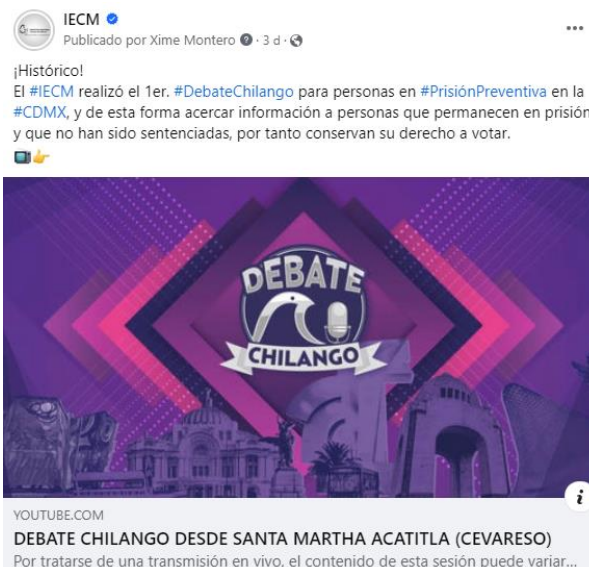 IECM
Publicado por Xime Montero · 3 d ·
¡Histórico!
El #IECM realizó el 1er. #DebateChilango para personas en #PrisiónPreventiva en la
#CDMX, y de esta forma acercar información a personas que permanecen en prisión
y que no han sido sentenciadas, por tanto conservan su derecho a votar.
DEBATE
CHILANGO
YOUTUBE.COM
DEBATE CHILANGO DESDE SANTA MARTHA ACATITLA (CEVARESO)
Por tratarse de una transmisión en vivo, el contenido de esta sesión puede variar...